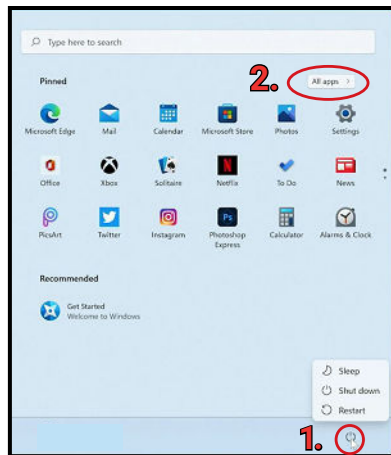 Type here to search
2.
Pinned
All apps >
Microsoft Edge
Mail
Calendar
Microsoft Store
Photos
Settings
Office
Xbox
Solitaire
Netflix
To Do
News
PicsArt
Twitter
Instagram
Photoshop
Express
Calculator
Alarms & Clock
N
Ps
Recommended
Get Started
Welcome to Windows
Sleep
Shut down
Restart
1.